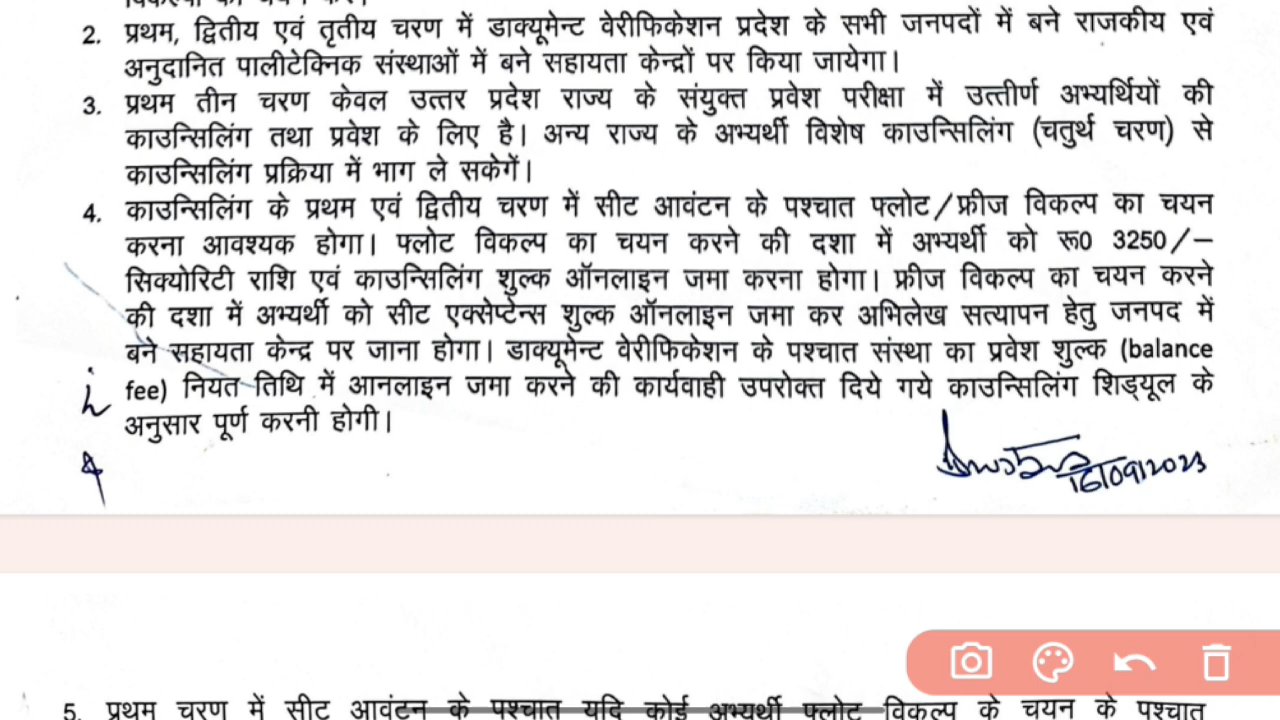 2. प्रथम, द्वितीय एवं तृतीय चरण में डाक्यूमेन्ट वेरीफिकेशन प्रदेश के सभी जनपदों में बने राजकीय एवं
अनुदानित पालीटेक्निक संस्थाओं में बने सहायता केन्द्रों पर किया जायेगा।
3. प्रथम तीन चरण केवल उत्तर प्रदेश राज्य के संयुक्त प्रवेश परीक्षा में उत्तीर्ण अभ्यर्थियों की
काउन्सिलिंग तथा प्रवेश के लिए है। अन्य राज्य के अभ्यर्थी विशेष काउन्सिलिंग (चतुर्थ चरण) से
काउन्सिलिंग प्रक्रिया में भाग ले सकेगें।
4. काउन्सिलिंग के प्रथम एवं द्वितीय चरण में सीट आवंटन के पश्चात फ्लोट/फ्रीज विकल्प का चयन
करना आवश्यक होगा। फ्लोट विकल्प का चयन करने की दशा में अभ्यर्थी को रू0 3250/—
सिक्योरिटी राशि एवं काउन्सिलिंग शुल्क ऑनलाइन जमा करना होगा। फ्रीज विकल्प का चयन करने
की दशा में अभ्यर्थी को सीट एक्सेप्टेन्स शुल्क ऑनलाइन जमा कर अभिलेख सत्यापन हेतु जनपद में
बने सहायता केन्द्र पर जाना होगा। डाक्यूमेन्ट वेरीफिकेशन के पश्चात संस्था का प्रवेश शुल्क (balance
fee) नियत तिथि में आनलाइन जमा करने की कार्यवाही उपरोक्त दिये गये काउन्सिलिंग शिड्यूल के
अनुसार पूर्ण करनी होगी।
16/09/2023
5. प्रथम चरण में सीट आवंटन के पश्चात यदि कोई अभ्यर्थी फ्लोट विकल्प के चयन के पश्चात